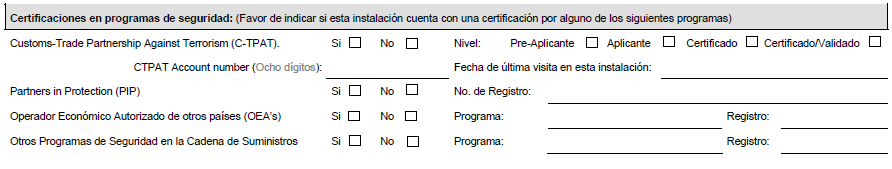 Certificaciones en programas de seguridad: (Favor de indicar si esta instalación cuenta con una certificación por alguno de los siguientes programas)
Customs-Trade Partnership Against Terrorism (C-TPAT). Si No Nivel: Pre-Aplicante Aplicante Certificado Certificado/Validado
CTPAT Account number (Ocho dígitos): Fecha de última visita en esta instalación:
Partners in Protection (PIP) Si No No. de Registro:
Operador Económico Autorizado de otros países (OEA's) Si No Programa: Registro:
Otros Programas de Seguridad en la Cadena de Suministros Si No Programa: Registro: